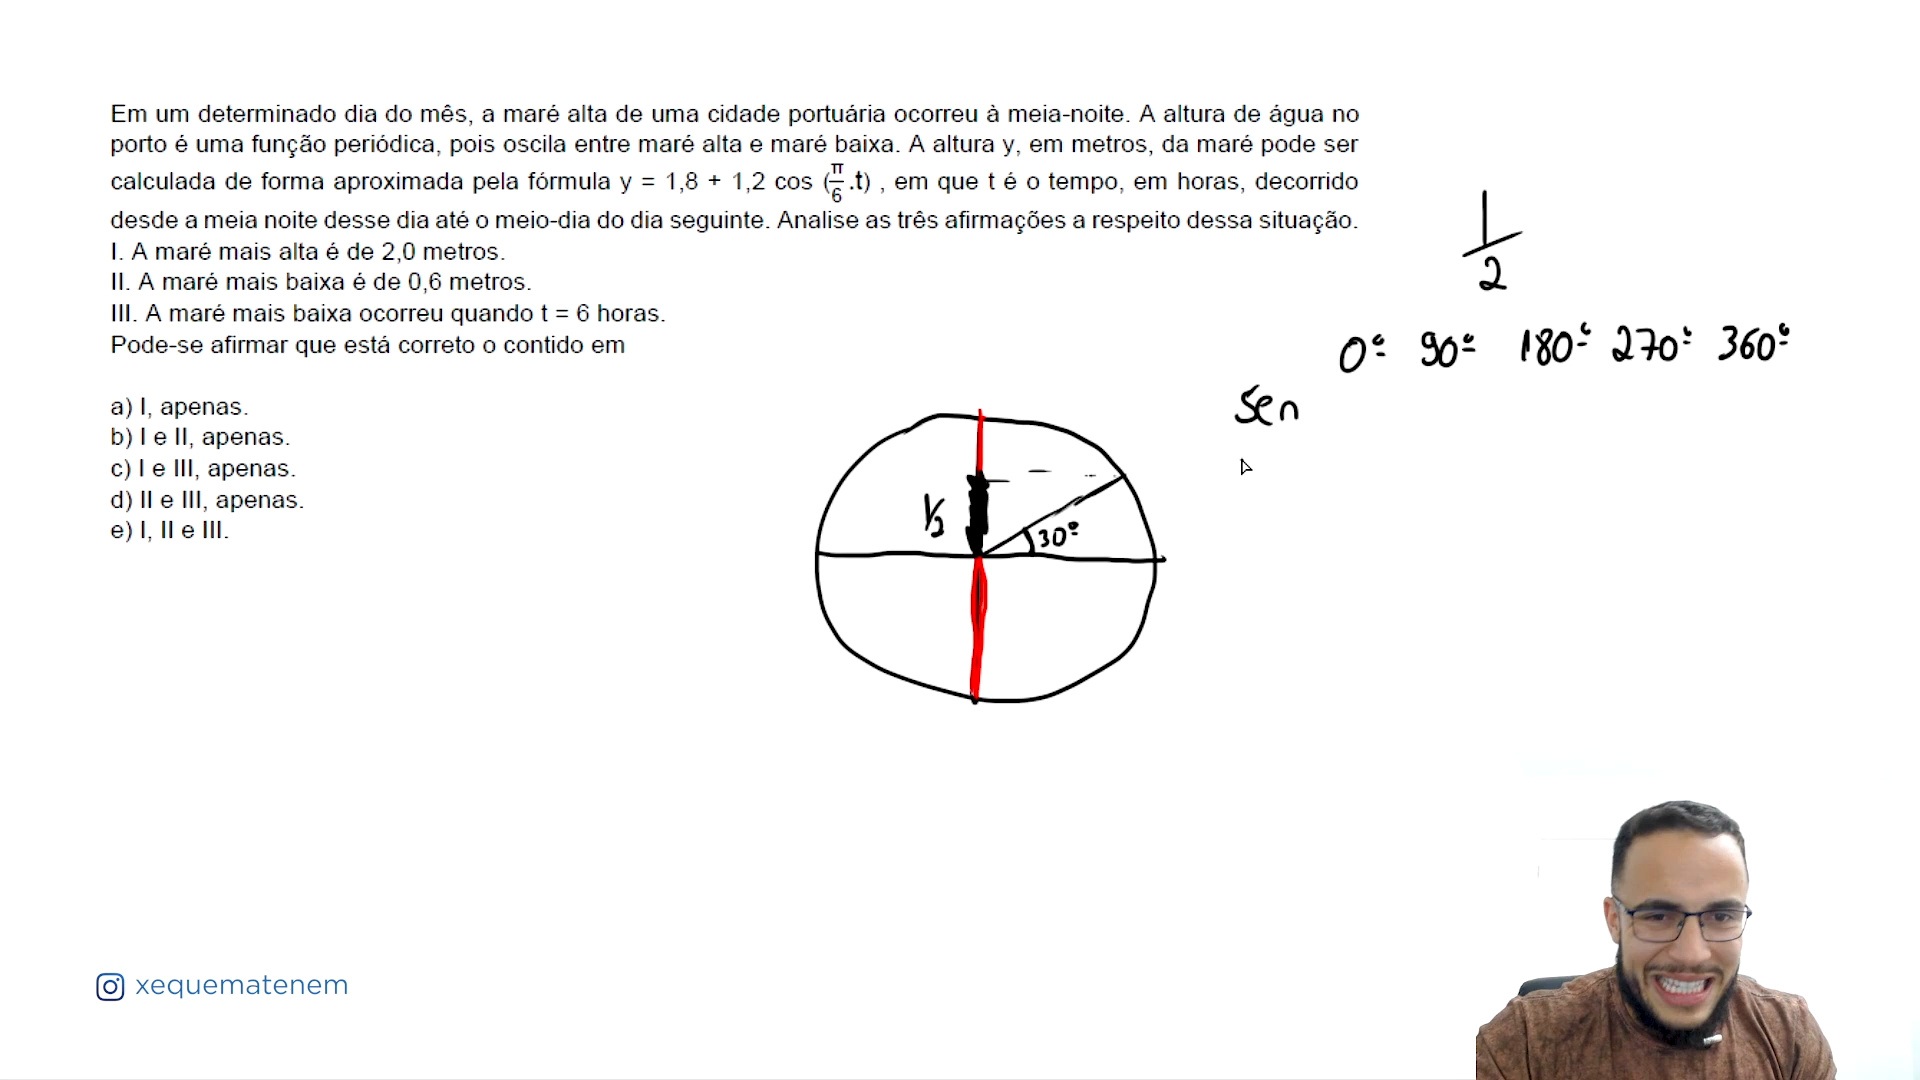 Em um determinado dia do mês, a maré alta de uma cidade portuária ocorreu à meia-noite. A altura de água no
porto é uma função periódica, pois oscila entre maré alta e maré baixa. A altura y, em metros, da maré pode ser
calculada de forma aproximada pela fórmula y = 1,8 + 1,2 cos (π/6 .t) , em que t é o tempo, em horas, decorrido
desde a meia noite desse dia até o meio-dia do dia seguinte. Analise as três afirmações a respeito dessa situação.
I. A maré mais alta é de 2,0 metros.
II. A maré mais baixa é de 0,6 metros.
III. A maré mais baixa ocorreu quando t = 6 horas.
Pode-se afirmar que está correto o contido em
a) I, apenas.
b) I e II, apenas.
c) I e III, apenas.
d) II e III, apenas.
e) I, II e III.
1/2
0º 90º 180º 270º 360º
Sen
1/2
30º
xequematenem